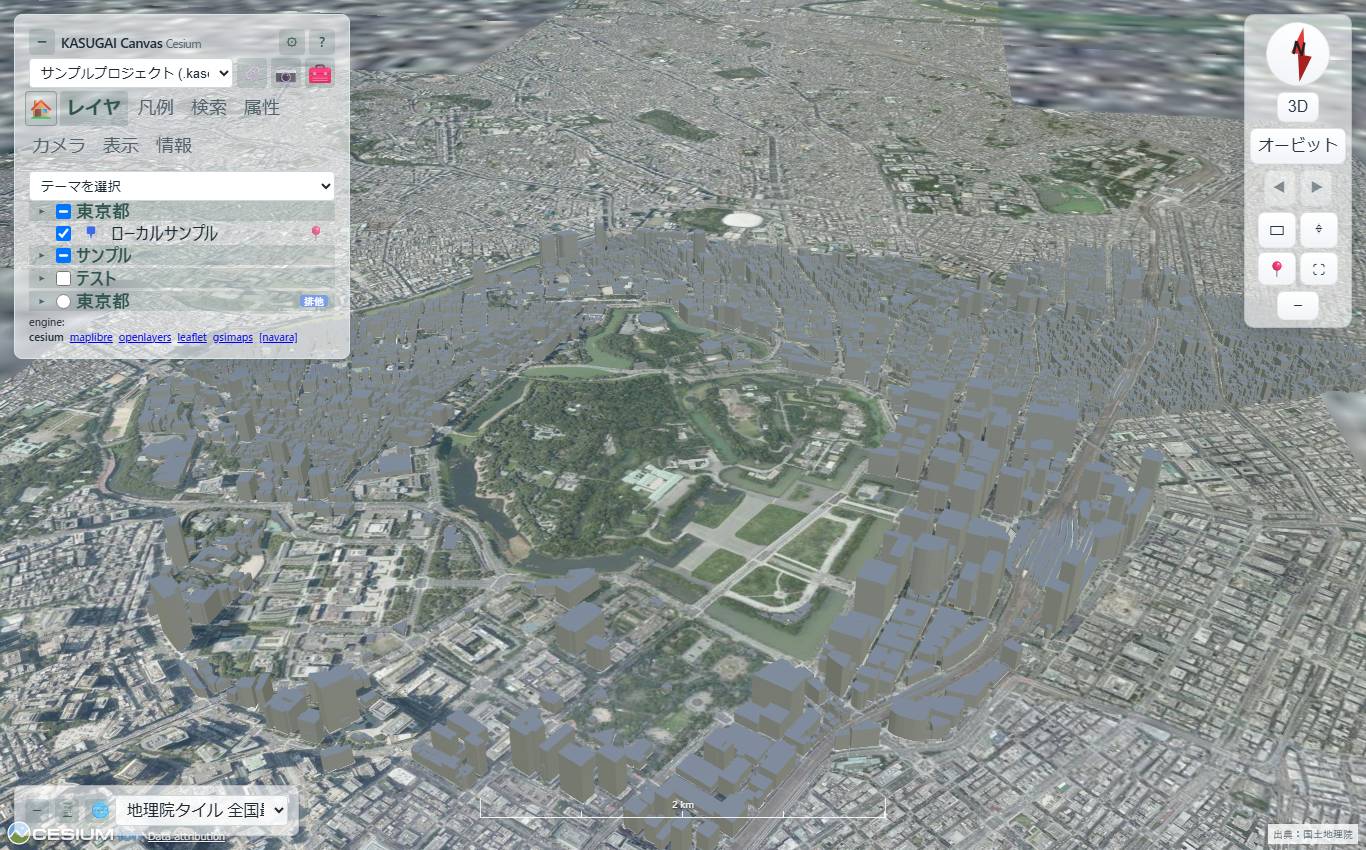 KASUGAI Canvas Cesium
?
サンプルプロジェクト (.kas
レイヤ 凡例 検索 属性
カメラ 表示 情報
テーマを選択
東京都
ローカルサンプル
サンプル
テスト
東京都 排他
engine:
cesium maplibre openlayers leaflet gsimaps [navara]
N
3D
オービット
2 km
地理院タイル 全国
CESIUM
Data attribution
出典：国土地理院